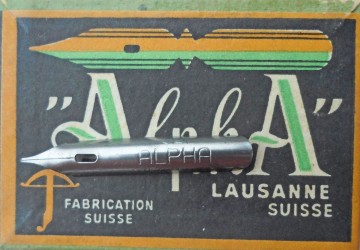 "AlphA"
ALPHA
LAUSANNE
SUISSE
FABRICATION
SUISSE